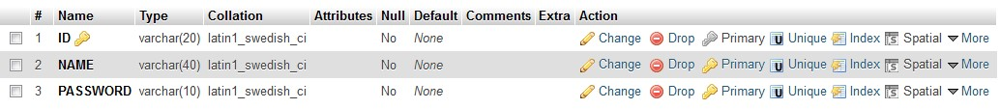 # Name Type Collation Attributes Null Default Comments Extra Action
1 ID varchar(20) latin1_swedish_ci No None Change Drop Primary Unique Index Spatial More
2 NAME varchar(40) latin1_swedish_ci No None Change Drop Primary Unique Index Spatial More
3 PASSWORD varchar(10) latin1_swedish_ci No None Change Drop Primary Unique Index Spatial More